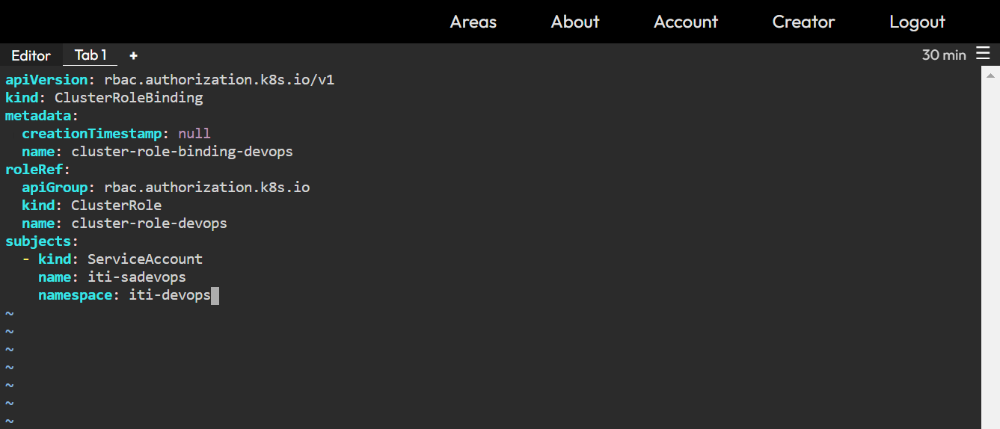 Areas About Account Creator Logout
Editor Tab 1 + 30 min ☰
apiVersion: rbac.authorization.k8s.io/v1
kind: ClusterRoleBinding
metadata:
  creationTimestamp: null
  name: cluster-role-binding-devops
roleRef:
  apiGroup: rbac.authorization.k8s.io
  kind: ClusterRole
  name: cluster-role-devops
subjects:
  - kind: ServiceAccount
    name: iti-sadevops
    namespace: iti-devops
~
~
~
~
~
~
~